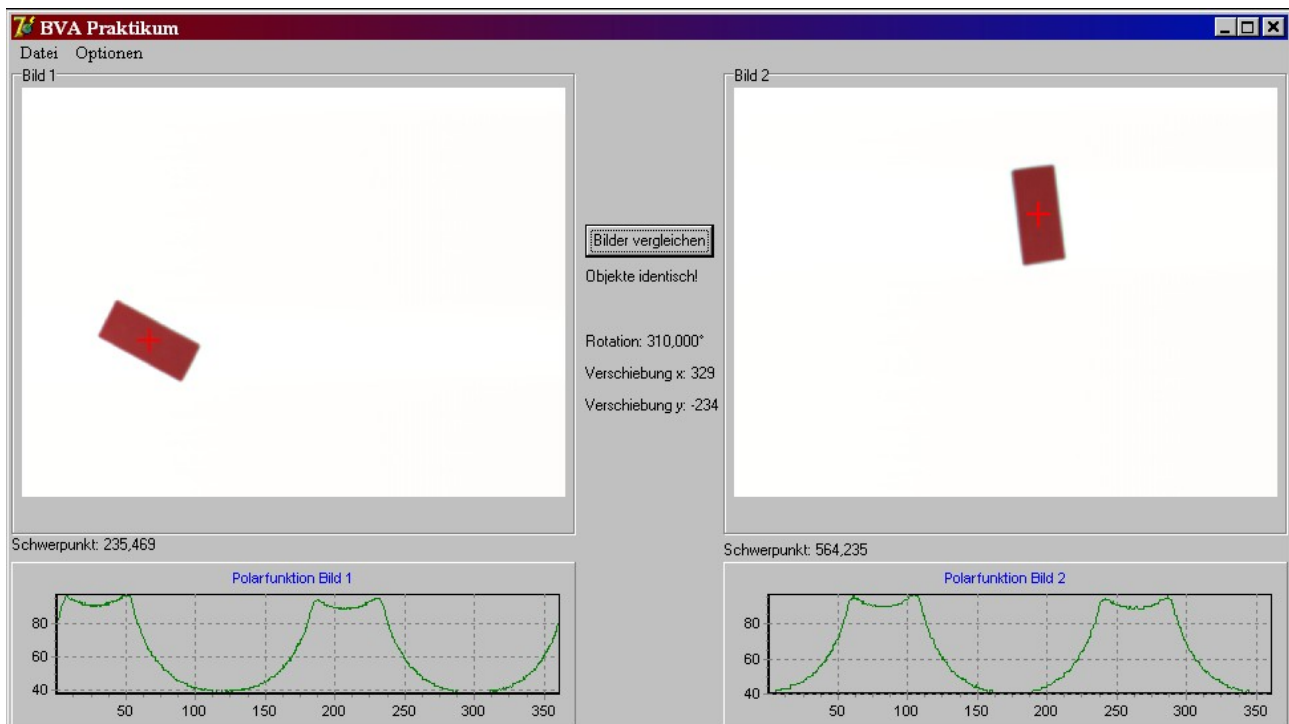 BVA Praktikum
Datei Optionen
Bild 1
Bild 2
Bilder vergleichen
Objekte identisch!
Rotation: 310,000°
Verschiebung x: 329
Verschiebung y: -234
Schwerpunkt: 235,469
Schwerpunkt: 564,235
Polarfunktion Bild 1
80
60
40
50 100 150 200 250 300 350
Polarfunktion Bild 2
80
60
40
50 100 150 200 250 300 350